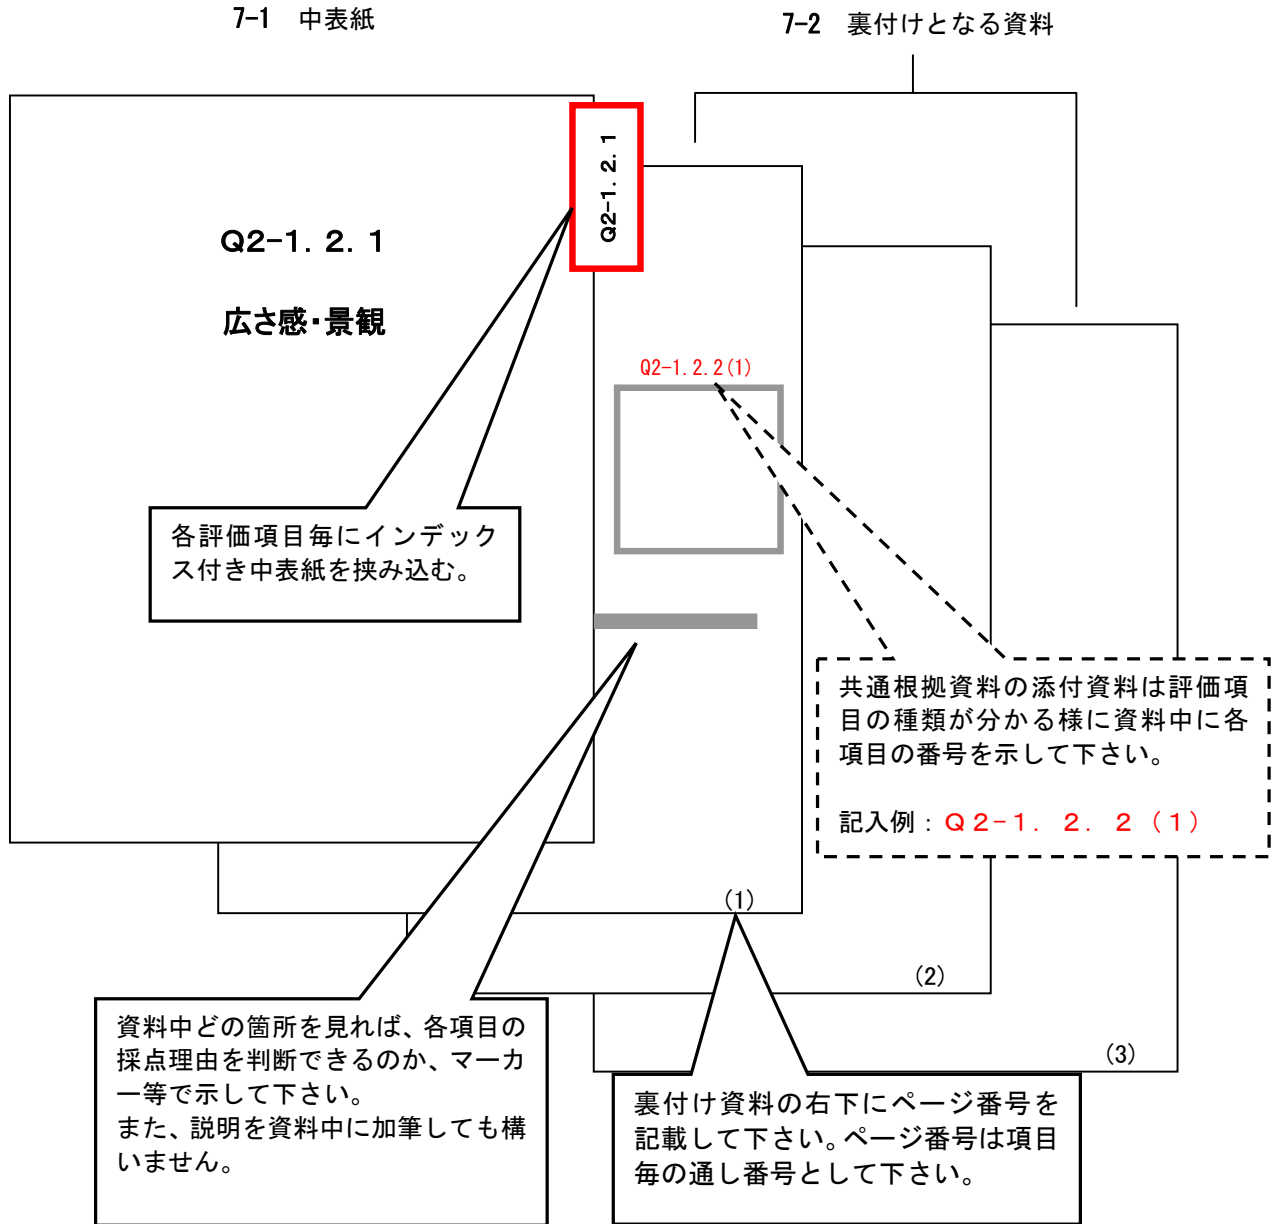 7-1　中表紙
7-2　裏付けとなる資料
Q2-1.2.1
Q2-1.2.1
広さ感・景観
Q2-1.2.2(1)
各評価項目毎にインデック
ス付き中表紙を挟み込む。
共通根拠資料の添付資料は評価項
目の種類が分かる様に資料中に各
項目の番号を示して下さい。
記入例：Q2-1．2．2（1）
(1)
(2)
(3)
資料中どの箇所を見れば、各項目の
採点理由を判断できるのか、マーカ
ー等で示して下さい。
また、説明を資料中に加筆しても構
いません。
裏付け資料の右下にページ番号を
記載して下さい。ページ番号は項目
毎の通し番号として下さい。